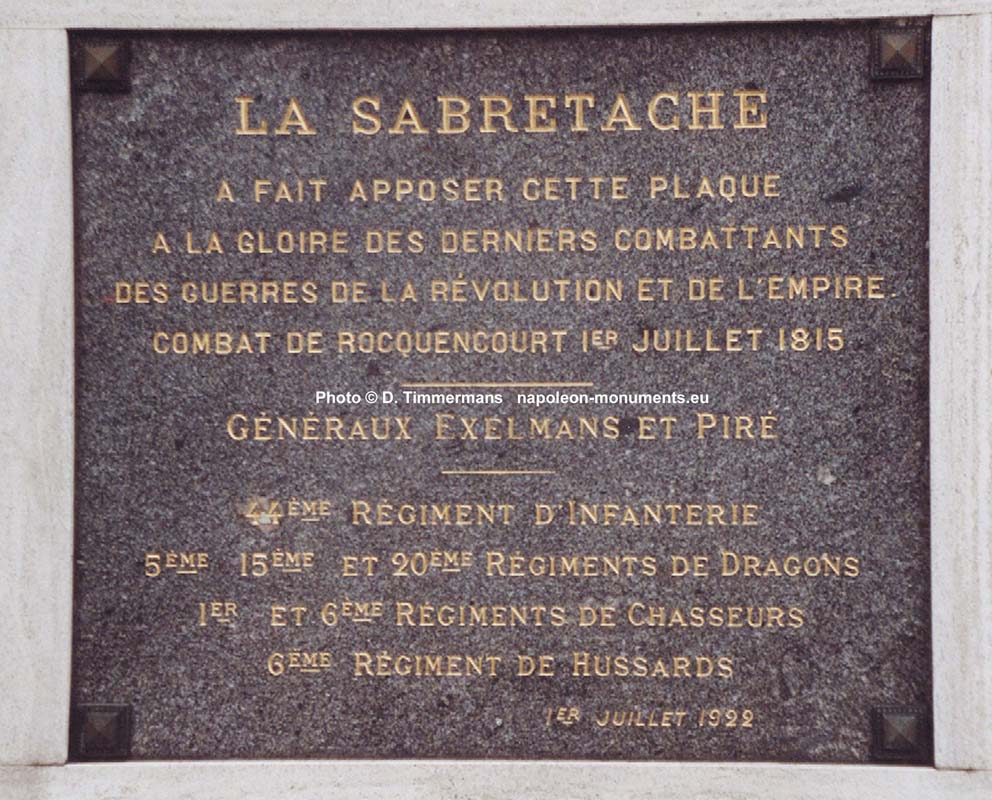 LA SABRETACHE
A FAIT APPOSER CETTE PLAQUE
A LA GLOIRE DES DERNIERS COMBATTANTS
DES GUERRES DE LA RÉVOLUTION ET DE L'EMPIRE.
COMBAT DE ROCQUENCOURT 1ER JUILLET 1815
Photo © D. Timmermans napoleon-monuments.eu
GÉNÉRAUX EXELMANS ET PIRÉ
44ÈME RÉGIMENT D'INFANTERIE
5ÈME 15ÈME ET 20ÈME RÉGIMENTS DE DRAGONS
1ER ET 6ÈME RÉGIMENTS DE CHASSEURS
6ÈME RÉGIMENT DE HUSSARDS
1ER JUILLET 1922